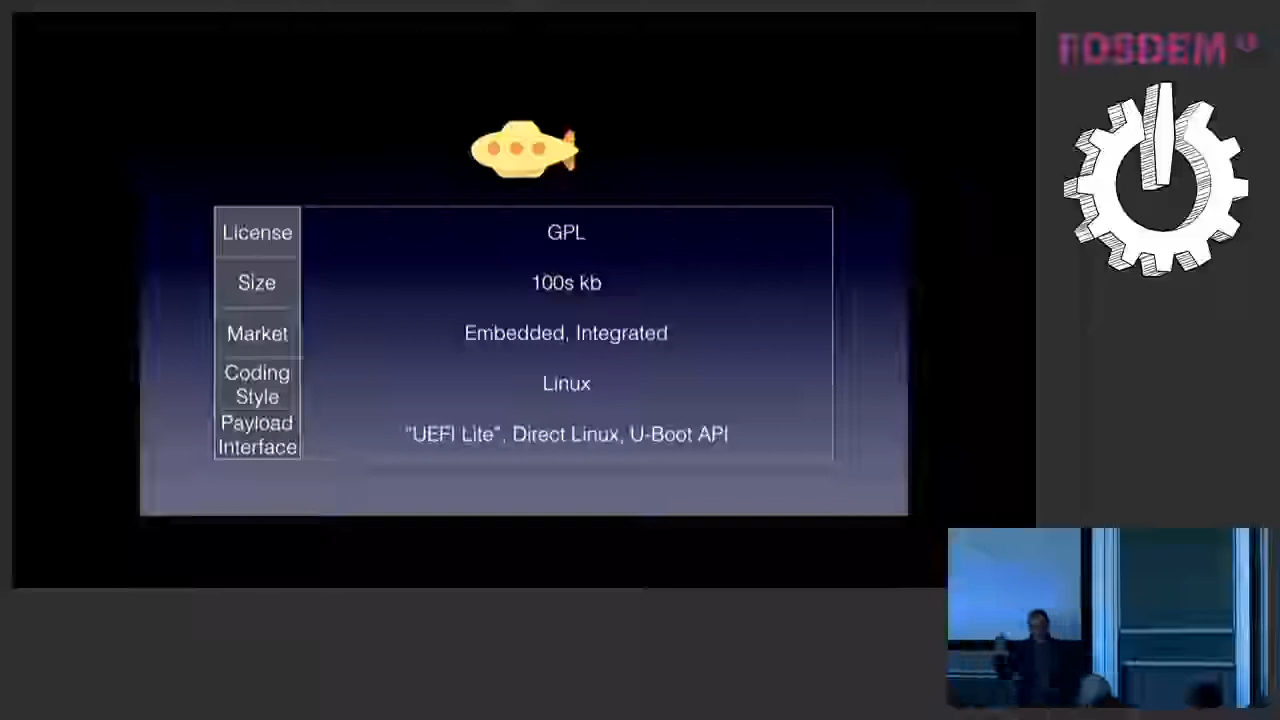 FOSDEM
License
GPL
Size
100s kb
Market
Embedded, Integrated
Coding
Style
Linux
Payload
Interface
"UEFI Lite", Direct Linux, U-Boot API